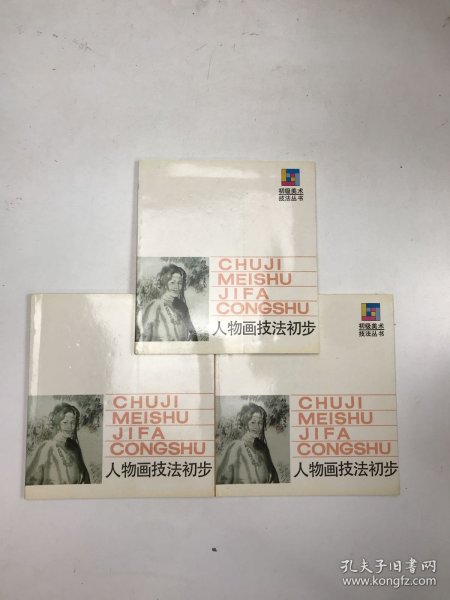 初级美术
技法丛书
CHUJI
MEISHU
JIFA
CONGSHU
人物画技法初步
CHUJI
MEISHU
JIFA
CONGSHU
人物画技法初步
初级美术
技法丛书
CHUJI
MEISHU
JIFA
CONGSHU
人物画技法初步
孔夫子旧书网
www.kongfz.com